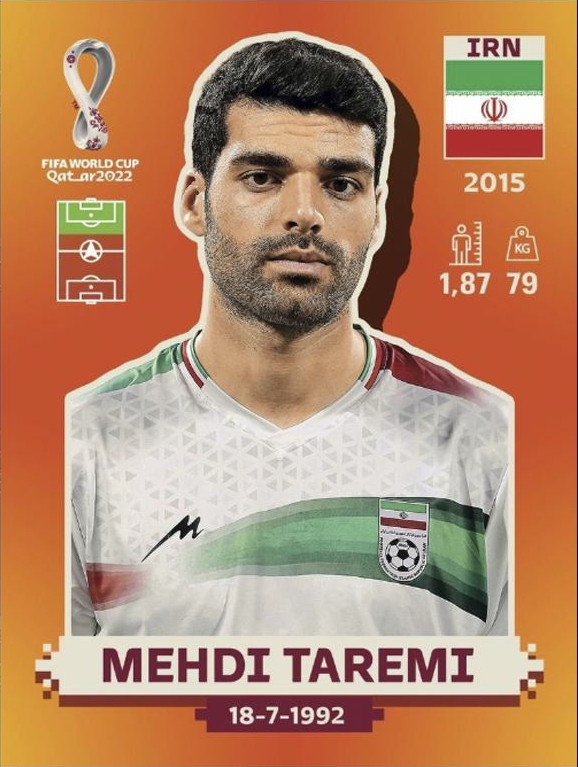 IRN
FIFA WORLD CUP
Qatar2022
2015
KG
1,87 79
MEHDI TAREMI
18-7-1992